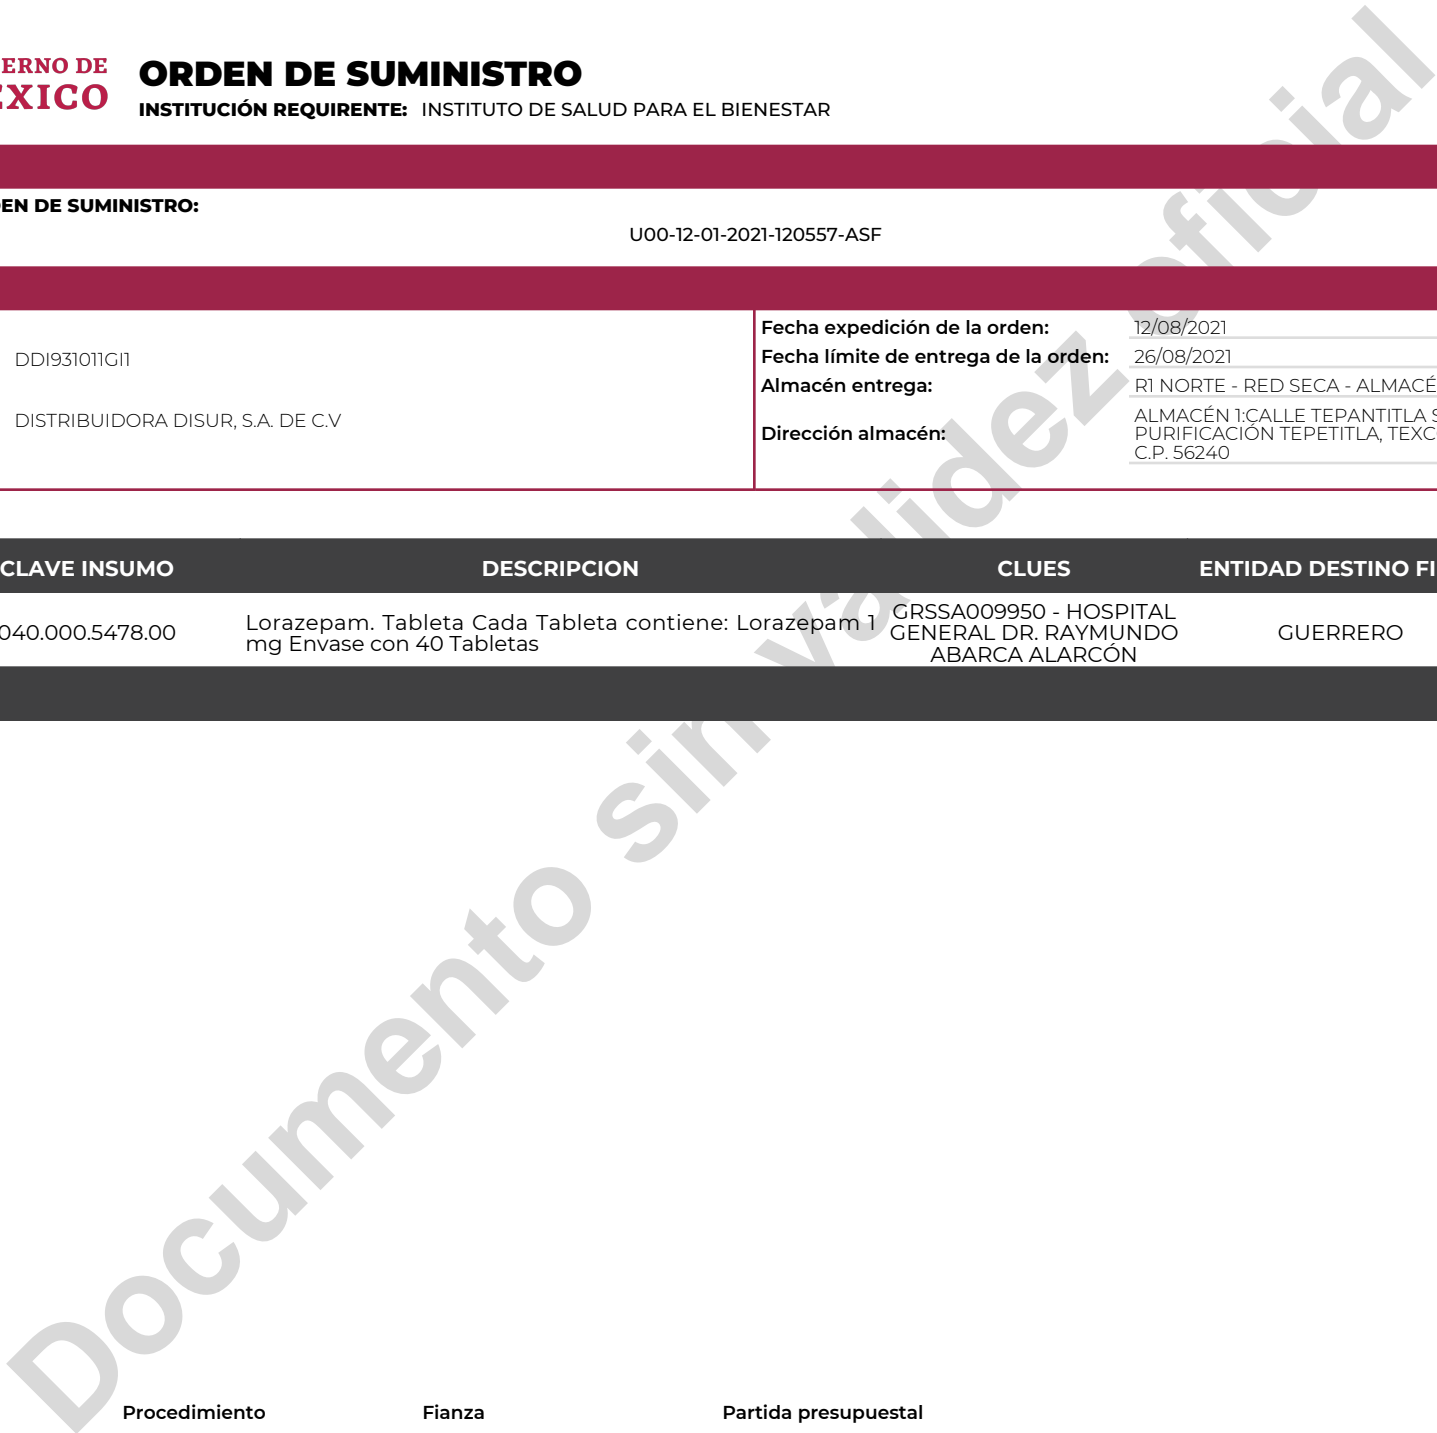 ERNO DE
EXICO
ORDEN DE SUMINISTRO
INSTITUCIÓN REQUIRENTE: INSTITUTO DE SALUD PARA EL BIENESTAR
EN DE SUMINISTRO:
U00-12-01-2021-120557-ASF
DDI931011GI1
DISTRIBUIDORA DISUR, S.A. DE C.V
Fecha expedición de la orden: 12/08/2021
Fecha límite de entrega de la orden: 26/08/2021
Almacén entrega: R1 NORTE - RED SECA - ALMACÉ
Dirección almacén:
ALMACÉN 1:CALLE TEPANTITLA S
PURIFICACIÓN TEPETITLA, TEXC
C.P. 56240
CLAVE INSUMO DESCRIPCION CLUES ENTIDAD DESTINO FI
040.000.5478.00
Lorazepam. Tableta Cada Tableta contiene: Lorazepam 1
mg Envase con 40 Tabletas
GRSSA009950 - HOSPITAL
GENERAL DR. RAYMUNDO
ABARCA ALARCÓN
GUERRERO
Documento sin validez oficial
Procedimiento Fianza Partida presupuestal